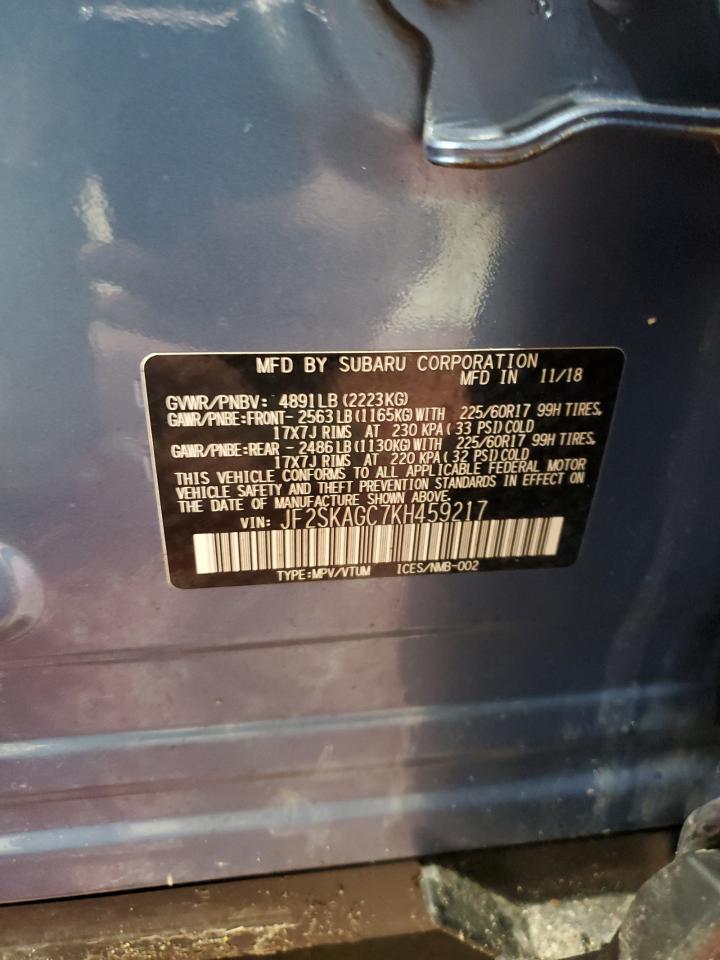 MFD BY SUBARU CORPORATION
MFD IN 11/18
GVWR/PNBV: 4891LB(2223KG)
GAWR/PNBE:FRONT- 2563LB(1165KG)WITH 225/60R17 99H TIRES,
17X7J RIMS AT 230 KPA(33 PSI)COLD
GAWR/PNBE:REAR - 2486LB(1130KG)WITH 225/60R17 99H TIRES,
17X7J RIMS AT 220 KPA(32 PSI)COLD
THIS VEHICLE CONFORMS TO ALL APPLICABLE FEDERAL MOTOR
VEHICLE SAFETY AND THEFT PREVENTION STANDARDS IN EFFECT ON
THE DATE OF MANUFACTURE SHOWN ABOVE.
VIN: JF2SKAGC7KH459217
TYPE:MPV/VTUM ICES/NMB-002